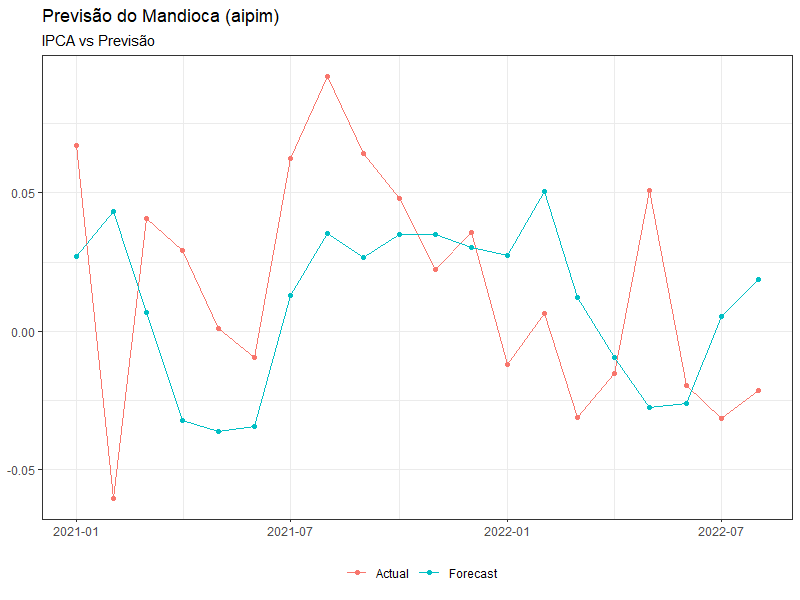 Previsão do Mandioca (aipim)
IPCA vs Previsão
0.05
0.00
-0.05
2021-01 2021-07 2022-01 2022-07
Actual Forecast